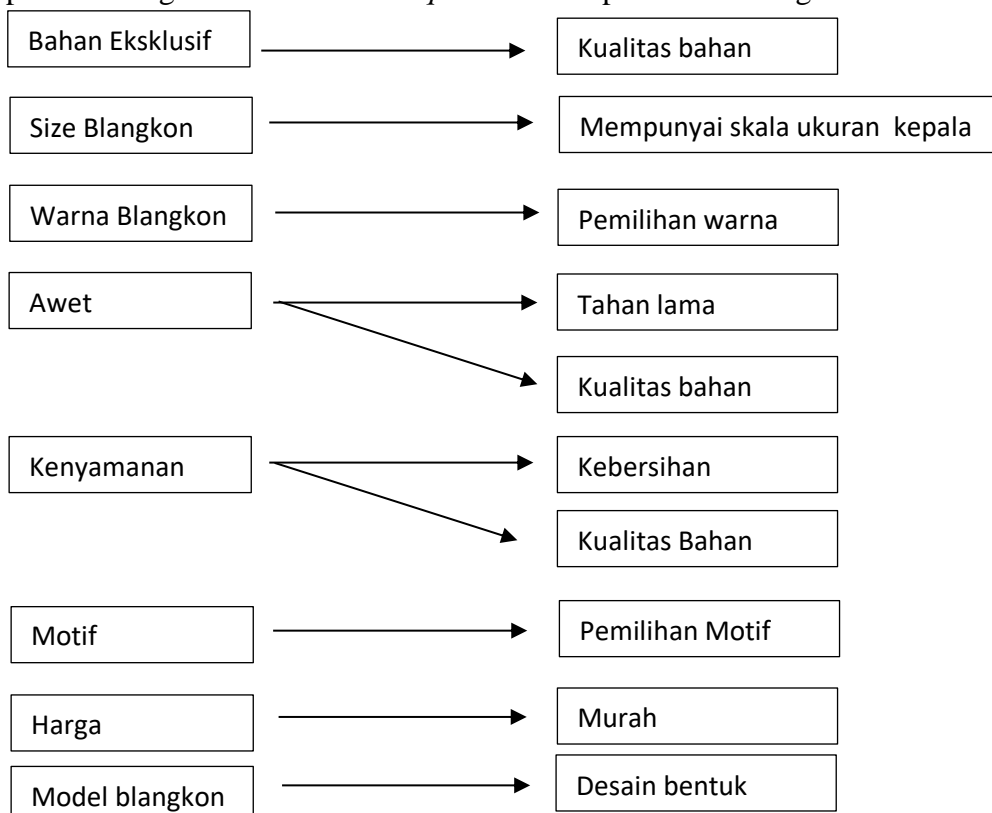 Bahan Eksklusif
Kualitas bahan
Size Blangkon
Mempunyai skala ukuran kepala
Warna Blangkon
Pemilihan warna
Awet
Tahan lama
Kualitas bahan
Kenyamanan
Kebersihan
Kualitas Bahan
Motif
Pemilihan Motif
Harga
Murah
Model blangkon
Desain bentuk